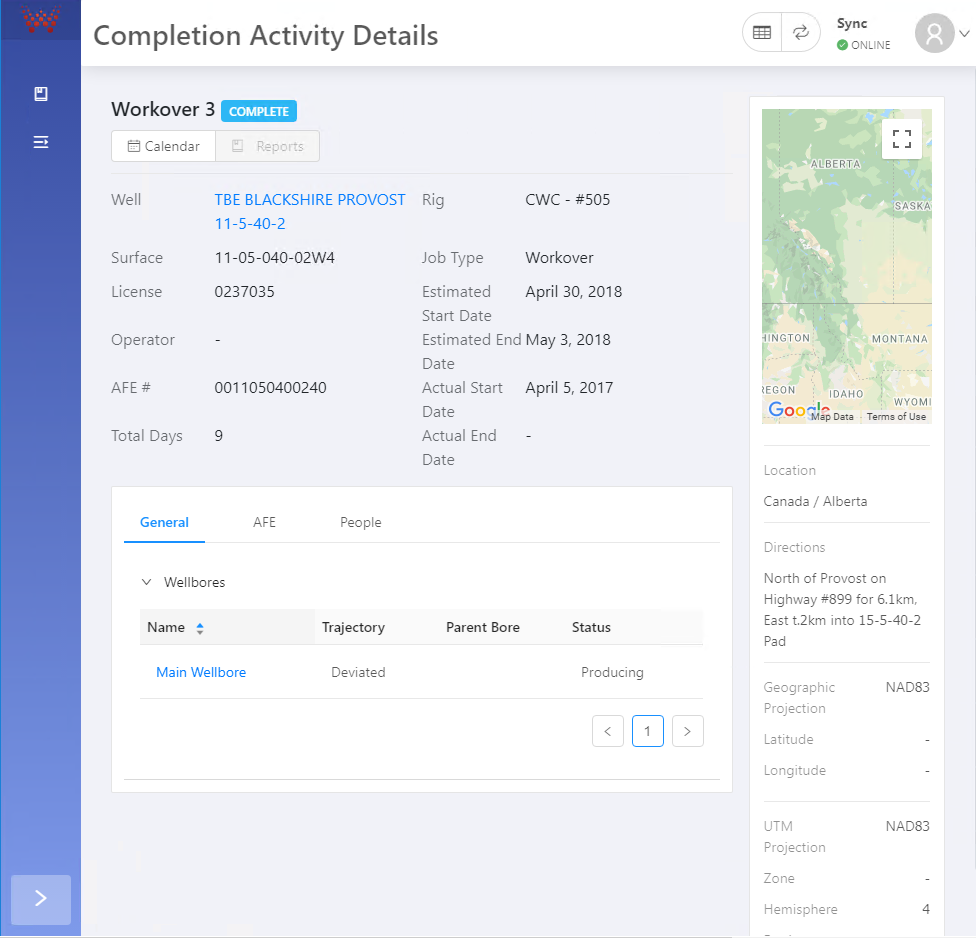 Completion Activity Details
Sync
ONLINE
Workover 3 COMPLETE
Calendar Reports
Well TBE BLACKSHIRE PROVOST Rig CWC - #505
11-5-40-2
Surface 11-05-040-02W4 Job Type Workover
License 0237035 Estimated April 30, 2018
Start Date
Operator - Estimated End May 3, 2018
Date
AFE # 0011050400240 Actual Start April 5, 2017
Date
Total Days 9 Actual End -
Date
General AFE People
Wellbores
Name Trajectory Parent Bore Status
Main Wellbore Deviated Producing
< 1 >
ALBERTA
SASKA
HINGTON MONTANA
REGON IDAHO
WYOMI
Google Map Data Terms of Use
Location
Canada / Alberta
Directions
North of Provost on
Highway #899 for 6.1km,
East t.2km into 15-5-40-2
Pad
Geographic NAD83
Projection
Latitude -
Longitude -
UTM NAD83
Projection
Zone -
Hemisphere 4